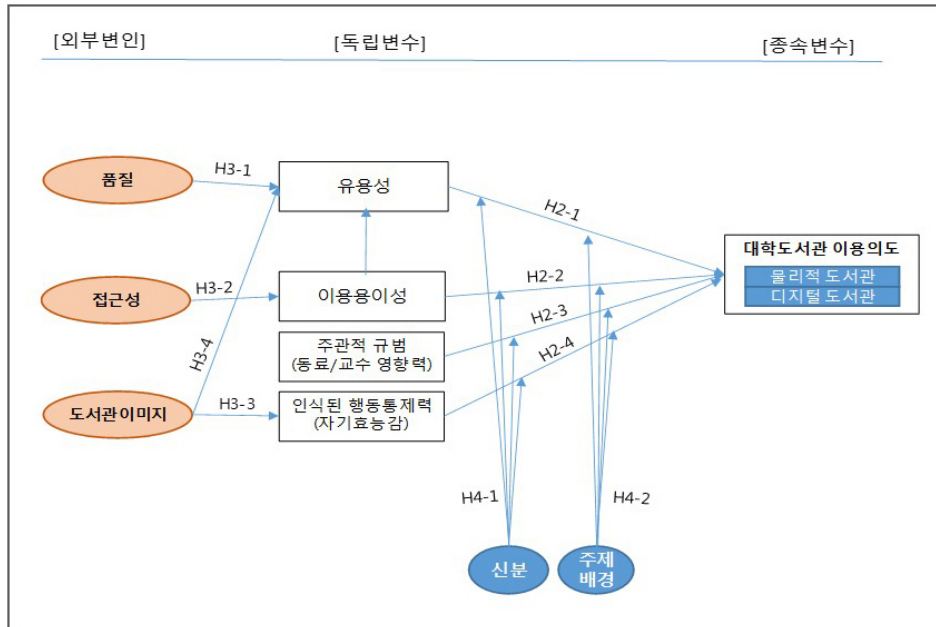 [외부변인]
[독립변수]
[종속변수]
품질
H3-1
유용성
H2-1
대학도서관 이용의도
물리적 도서관
디지털 도서관
접근성
H3-2
이용용이성
H2-2
주관적 규범
(동료/교수 영향력)
H2-3
H3-4
H2-4
도서관이미지
H3-3
인식된 행동통제력
(자기효능감)
H4-1
H4-2
신분
주제
배경